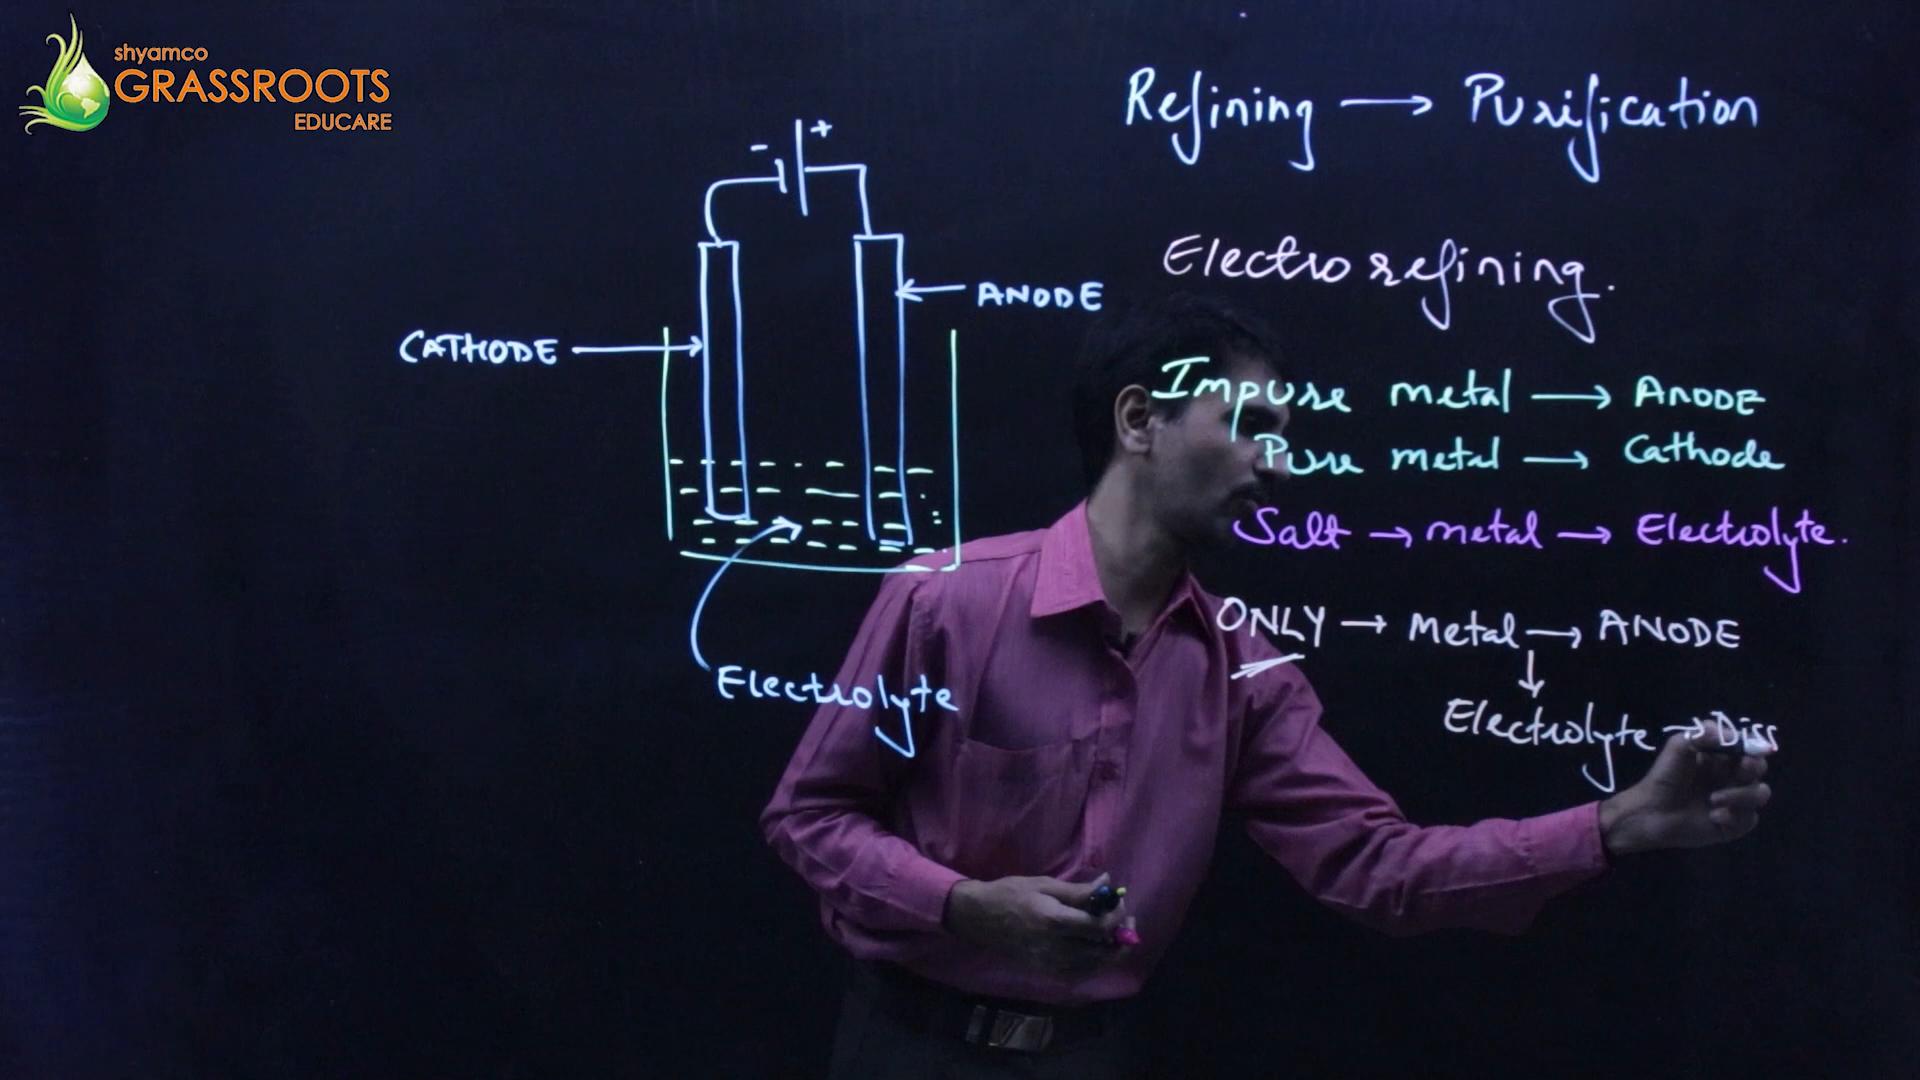 shyamco
GRASSROOTS
EDUCARE
Refining → Purification
- +
Electrorefining.
ANODE
CATHODE
Impure metal → ANODE
Pure metal → Cathode
Salt → metal → Electrolyte.
ONLY → Metal → ANODE
↓
Electrolyte → Diss
Electrolyte